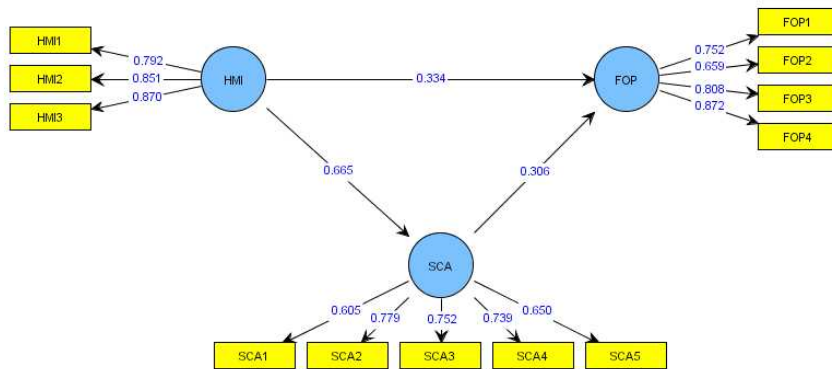 FOP1
HMI1
0.752
FOP2
0.792
0.659
HMI2
0.851
HMI
0.334
FOP
0.808
FOP3
0.870
0.872
HMI3
FOP4
0.665
0.306
SCA
0.605
0.779
0.752
0.739
0.650
SCA1
SCA2
SCA3
SCA4
SCA5